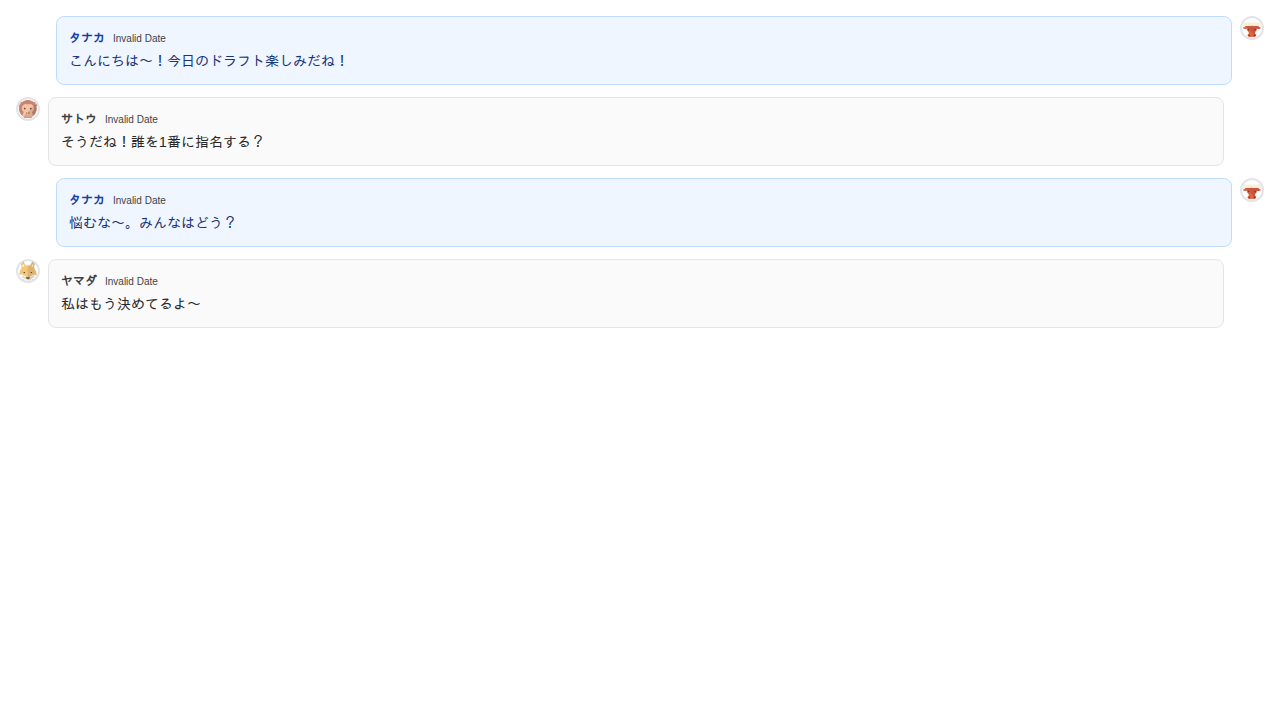 タナカ Invalid Date
こんにちは〜！今日のドラフト楽しみだね！
サトウ Invalid Date
そうだね！誰を1番に指名する？
タナカ Invalid Date
悩むな〜。みんなはどう？
ヤマダ Invalid Date
私はもう決めてるよ〜